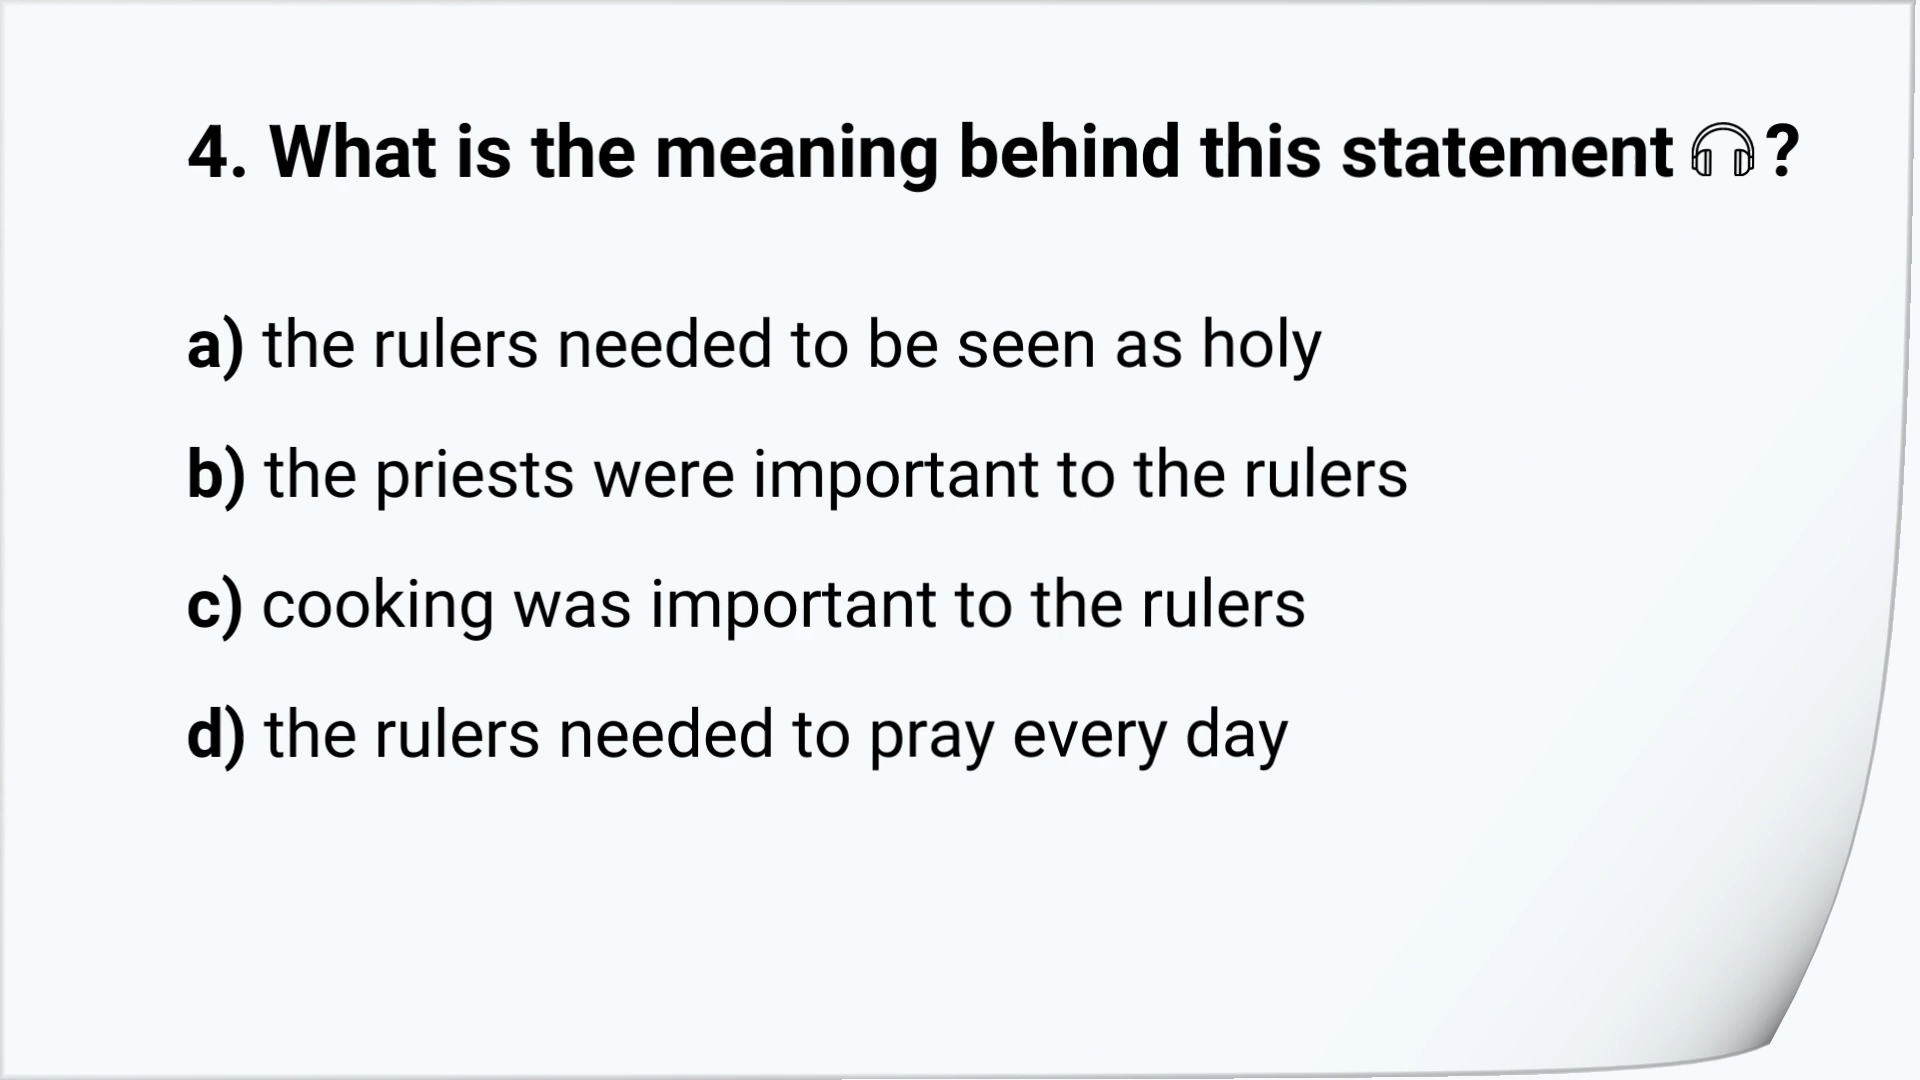 4. What is the meaning behind this statement 🎧?
a) the rulers needed to be seen as holy
b) the priests were important to the rulers
c) cooking was important to the rulers
d) the rulers needed to pray every day